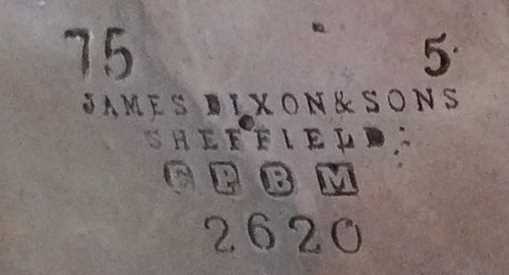 75 5
JAMES DIXON & SONS
SHEFFIELD
E P B M
2620